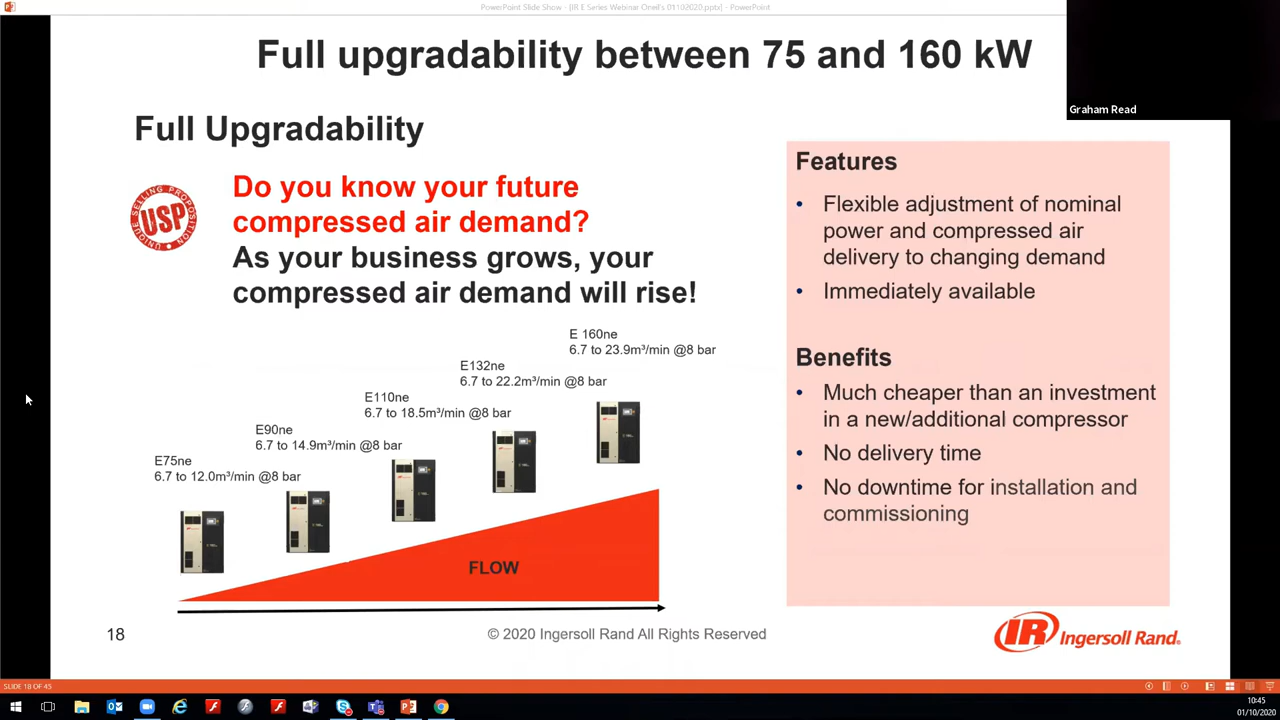 PowerPoint Slide Show - [IR E Series Webinar Oneil's 01102020.pptx] - PowerPoint
Full upgradability between 75 and 160 kW
Graham Read
Full Upgradability
UNIQUE SELLING PROPOSITION
USP
Do you know your future
compressed air demand?
As your business grows, your
compressed air demand will rise!
E 160ne
6.7 to 23.9m³/min @8 bar
E132ne
6.7 to 22.2m³/min @8 bar
E110ne
6.7 to 18.5m³/min @8 bar
E90ne
6.7 to 14.9m³/min @8 bar
E75ne
6.7 to 12.0m³/min @8 bar
FLOW
Features
• Flexible adjustment of nominal
power and compressed air
delivery to changing demand
• Immediately available
Benefits
• Much cheaper than an investment
in a new/additional compressor
• No delivery time
• No downtime for installation and
commissioning
18
© 2020 Ingersoll Rand All Rights Reserved
IR Ingersoll Rand.
SLIDE 18 OF 45
10:45
01/10/2020